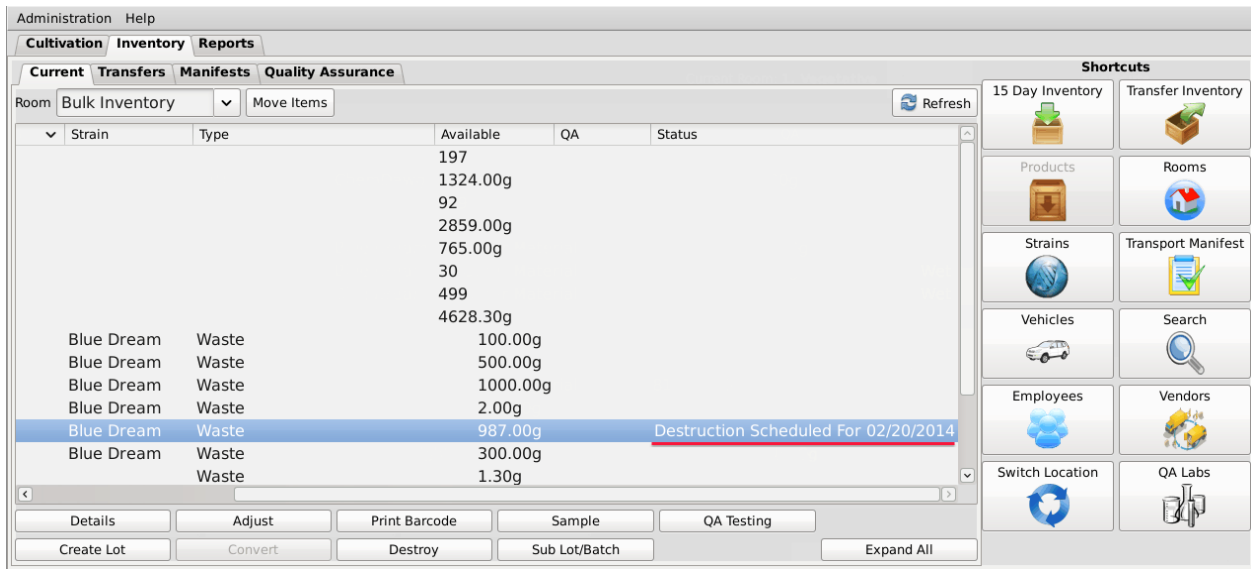 Administration Help
Cultivation Inventory Reports
Current Transfers Manifests Quality Assurance
Room Bulk Inventory Move Items Refresh
Strain Type Available QA Status
197
1324.00g
92
2859.00g
765.00g
30
499
4628.30g
Blue Dream Waste 100.00g
Blue Dream Waste 500.00g
Blue Dream Waste 1000.00g
Blue Dream Waste 2.00g
Blue Dream Waste 987.00g Destruction Scheduled For 02/20/2014
Blue Dream Waste 300.00g
Waste 1.30g
Details Adjust Print Barcode Sample QA Testing
Create Lot Convert Destroy Sub Lot/Batch Expand All
Shortcuts
15 Day Inventory Transfer Inventory
Products Rooms
Strains Transport Manifest
Vehicles Search
Employees Vendors
Switch Location QA Labs